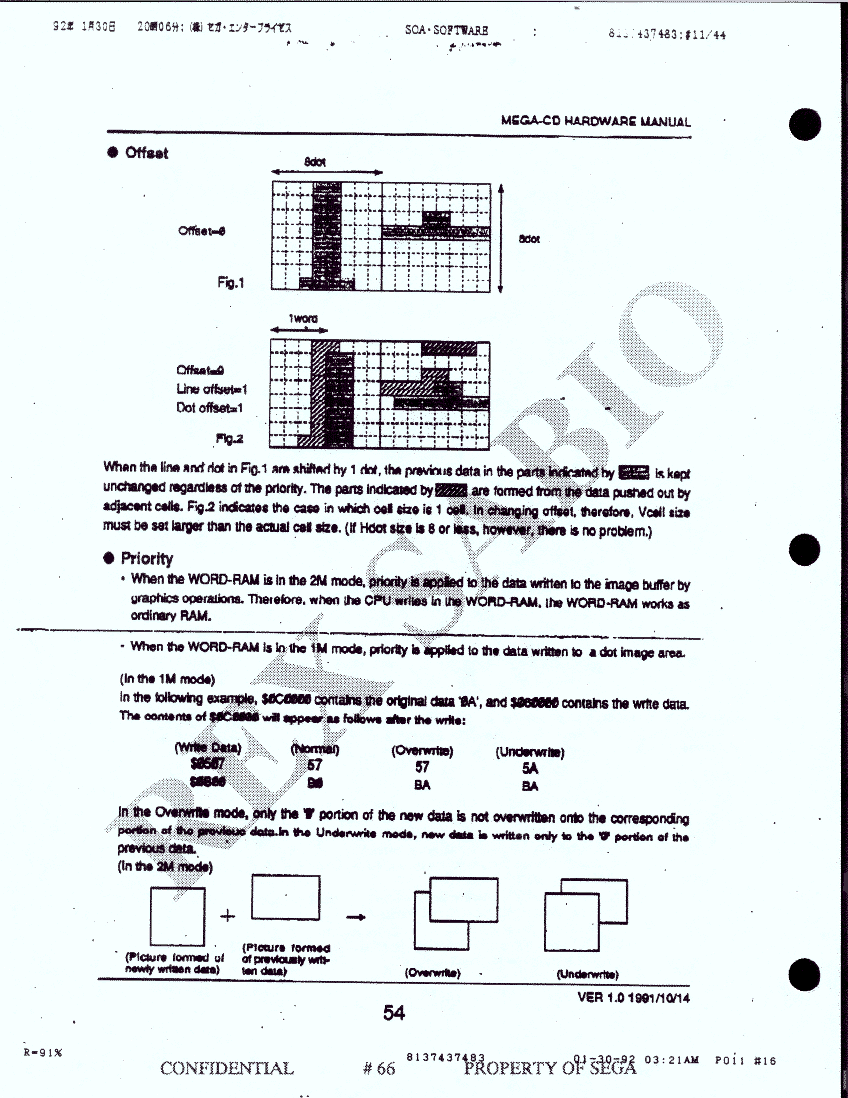 92年 1月30日 20時06分; (株)セガ・エンタープライゼス SOA・SOFTWARE : 437483;#11/44
MEGA-CD HARDWARE MANUAL
● Offset
8dot
Offset=0
8dot
Fig.1
1word
Offset=0
Line offset=1
Dot offset=1
Fig.2
When the line and dot in Fig.1 are shifted by 1 dot, the previous data in the parts indicated by is kept
unchanged regardless of the priority. The parts indicated by are formed from the data pushed out by
adjacent cells. Fig.2 indicates the case in which cell size is 1 cell. In changing offset, therefore, Vcell size
must be set larger than the actual cell size. (If Hdot size is 8 or less, however, there is no problem.)
● Priority
・When the WORD-RAM is in the 2M mode, priority is applied to the data written to the image buffer by
graphics operations. Therefore, when the CPU writes in the WORD-RAM, the WORD-RAM works as
ordinary RAM.
・When the WORD-RAM is in the 1M mode, priority is applied to the data written to a dot image area.
(In the 1M mode)
In the following example, contains the original data and contains the write data.
The contents of will appear as follows after the write:
(Write Data) (Normal) (Overwrite) (Underwrite)
$0507 57 57 5A
$0B00 B0 BA BA
In the Overwrite mode, only the '0' portion of the new data is not overwritten onto the corresponding
portion of the previous data.In the Underwrite mode, new data is written only to the '0' portion of the
previous data.
(In the 2M mode)
+ →
(Picture formed of
newly written data)
(Picture formed
of previously writ-
ten data)
(Overwrite)
(Underwrite)
VER 1.0 1991/10/14
54
REX SABIO
R=91% 8137437483 01-30-92 03:21AM P011 #16
CONFIDENTIAL #66 PROPERTY OF SEGA